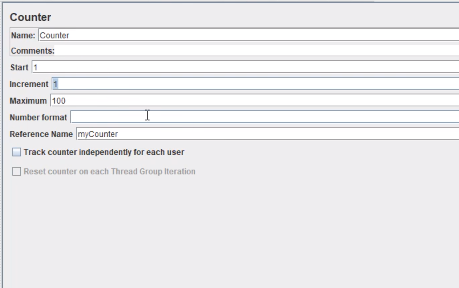 Counter
Name: Counter
Comments:
Start 1
Increment 1
Maximum 100
Number format
Reference Name myCounter
Track counter independently for each user
Reset counter on each Thread Group Iteration